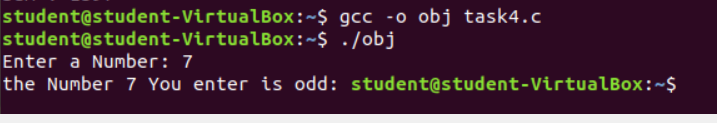 student@student-VirtualBox:~$ gcc -o obj task4.c
student@student-VirtualBox:~$ ./obj
Enter a Number: 7
the Number 7 You enter is odd: student@student-VirtualBox:~$